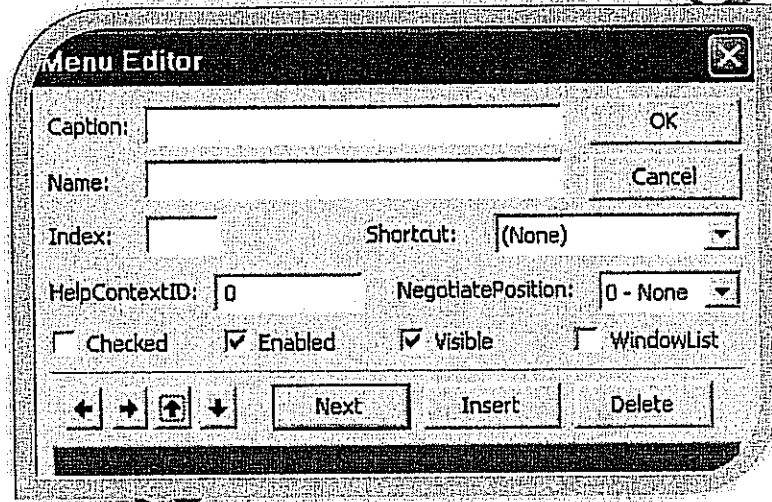 Menu Editor
Caption: OK
Name: Cancel
Index: Shortcut: (None)
HelpContextID: 0 NegotiatePosition: 0 - None
Checked Enabled Visible WindowList
Next Insert Delete